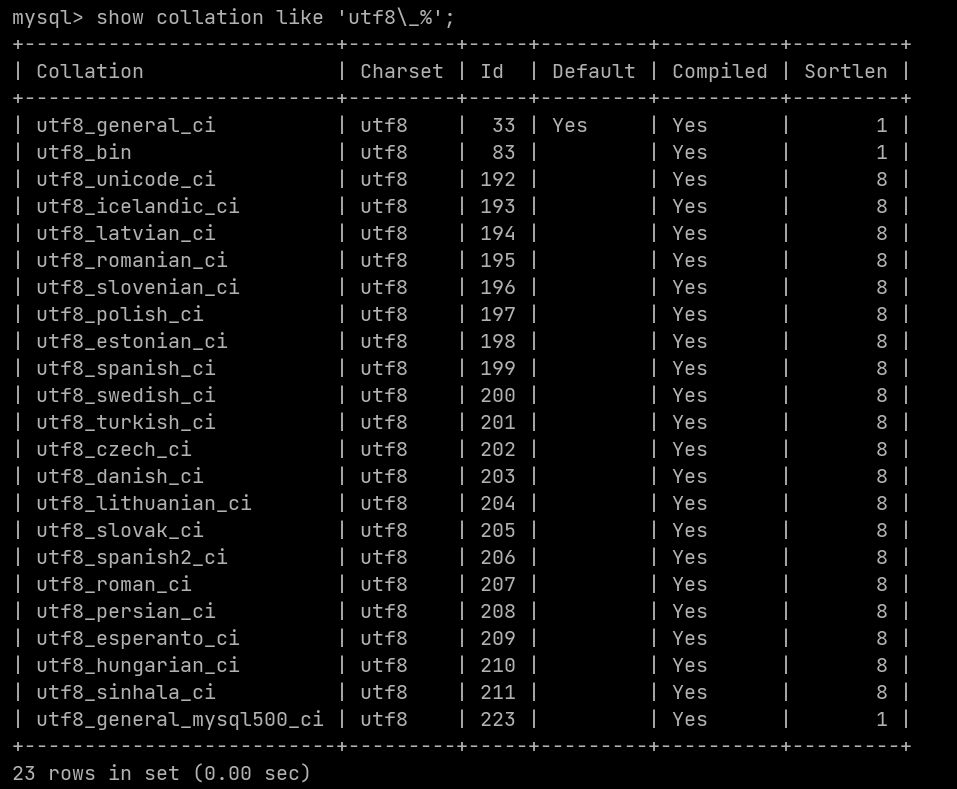 mysql> show collation like 'utf8\_%';
+--------------------------+---------+-----+---------+----------+---------+
| Collation                | Charset | Id  | Default | Compiled | Sortlen |
+--------------------------+---------+-----+---------+----------+---------+
| utf8_general_ci          | utf8    |  33 | Yes     | Yes      |       1 |
| utf8_bin                 | utf8    |  83 |         | Yes      |       1 |
| utf8_unicode_ci          | utf8    | 192 |         | Yes      |       8 |
| utf8_icelandic_ci        | utf8    | 193 |         | Yes      |       8 |
| utf8_latvian_ci          | utf8    | 194 |         | Yes      |       8 |
| utf8_romanian_ci         | utf8    | 195 |         | Yes      |       8 |
| utf8_slovenian_ci        | utf8    | 196 |         | Yes      |       8 |
| utf8_polish_ci           | utf8    | 197 |         | Yes      |       8 |
| utf8_estonian_ci         | utf8    | 198 |         | Yes      |       8 |
| utf8_spanish_ci          | utf8    | 199 |         | Yes      |       8 |
| utf8_swedish_ci          | utf8    | 200 |         | Yes      |       8 |
| utf8_turkish_ci          | utf8    | 201 |         | Yes      |       8 |
| utf8_czech_ci            | utf8    | 202 |         | Yes      |       8 |
| utf8_danish_ci           | utf8    | 203 |         | Yes      |       8 |
| utf8_lithuanian_ci       | utf8    | 204 |         | Yes      |       8 |
| utf8_slovak_ci           | utf8    | 205 |         | Yes      |       8 |
| utf8_spanish2_ci         | utf8    | 206 |         | Yes      |       8 |
| utf8_roman_ci            | utf8    | 207 |         | Yes      |       8 |
| utf8_persian_ci          | utf8    | 208 |         | Yes      |       8 |
| utf8_esperanto_ci        | utf8    | 209 |         | Yes      |       8 |
| utf8_hungarian_ci        | utf8    | 210 |         | Yes      |       8 |
| utf8_sinhala_ci          | utf8    | 211 |         | Yes      |       8 |
| utf8_general_mysql500_ci | utf8    | 223 |         | Yes      |       1 |
+--------------------------+---------+-----+---------+----------+---------+
23 rows in set (0.00 sec)